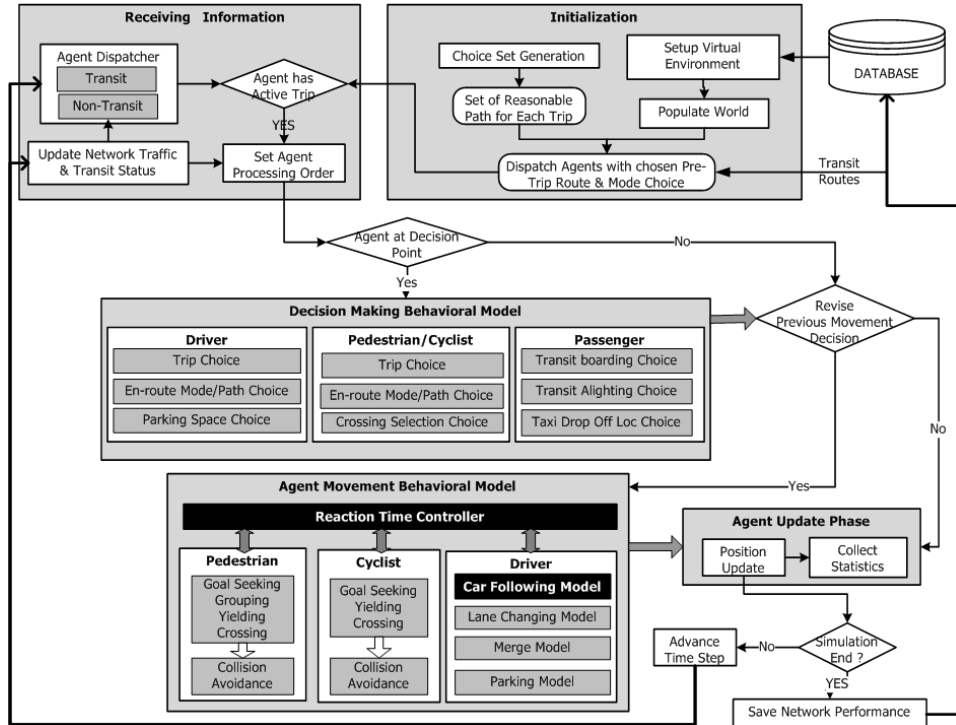 Receiving Information
Agent Dispatcher
Transit
Non-Transit
Agent has
Active Trip
YES
Update Network Traffic
& Transit Status
Set Agent
Processing Order
Initialization
Choice Set Generation
Set of Reasonable
Path for Each Trip
Setup Virtual
Environment
Populate World
Dispatch Agents with chosen Pre-
Trip Route & Mode Choice
DATABASE
Transit
Routes
Agent at Decision
Point
No
Yes
Decision Making Behavioral Model
Driver
Trip Choice
En-route Mode/Path Choice
Parking Space Choice
Pedestrian/Cyclist
Trip Choice
En-route Mode/Path Choice
Crossing Selection Choice
Passenger
Transit boarding Choice
Transit Alighting Choice
Taxi Drop Off Loc Choice
Revise
Previous Movement
Decision
No
Yes
Agent Movement Behavioral Model
Reaction Time Controller
Pedestrian
Goal Seeking
Grouping
Yielding
Crossing
Collision
Avoidance
Cyclist
Goal Seeking
Yielding
Crossing
Collision
Avoidance
Driver
Car Following Model
Lane Changing Model
Merge Model
Parking Model
Agent Update Phase
Position
Update
Collect
Statistics
Simulation
End ?
No
Advance
Time Step
YES
Save Network Performance